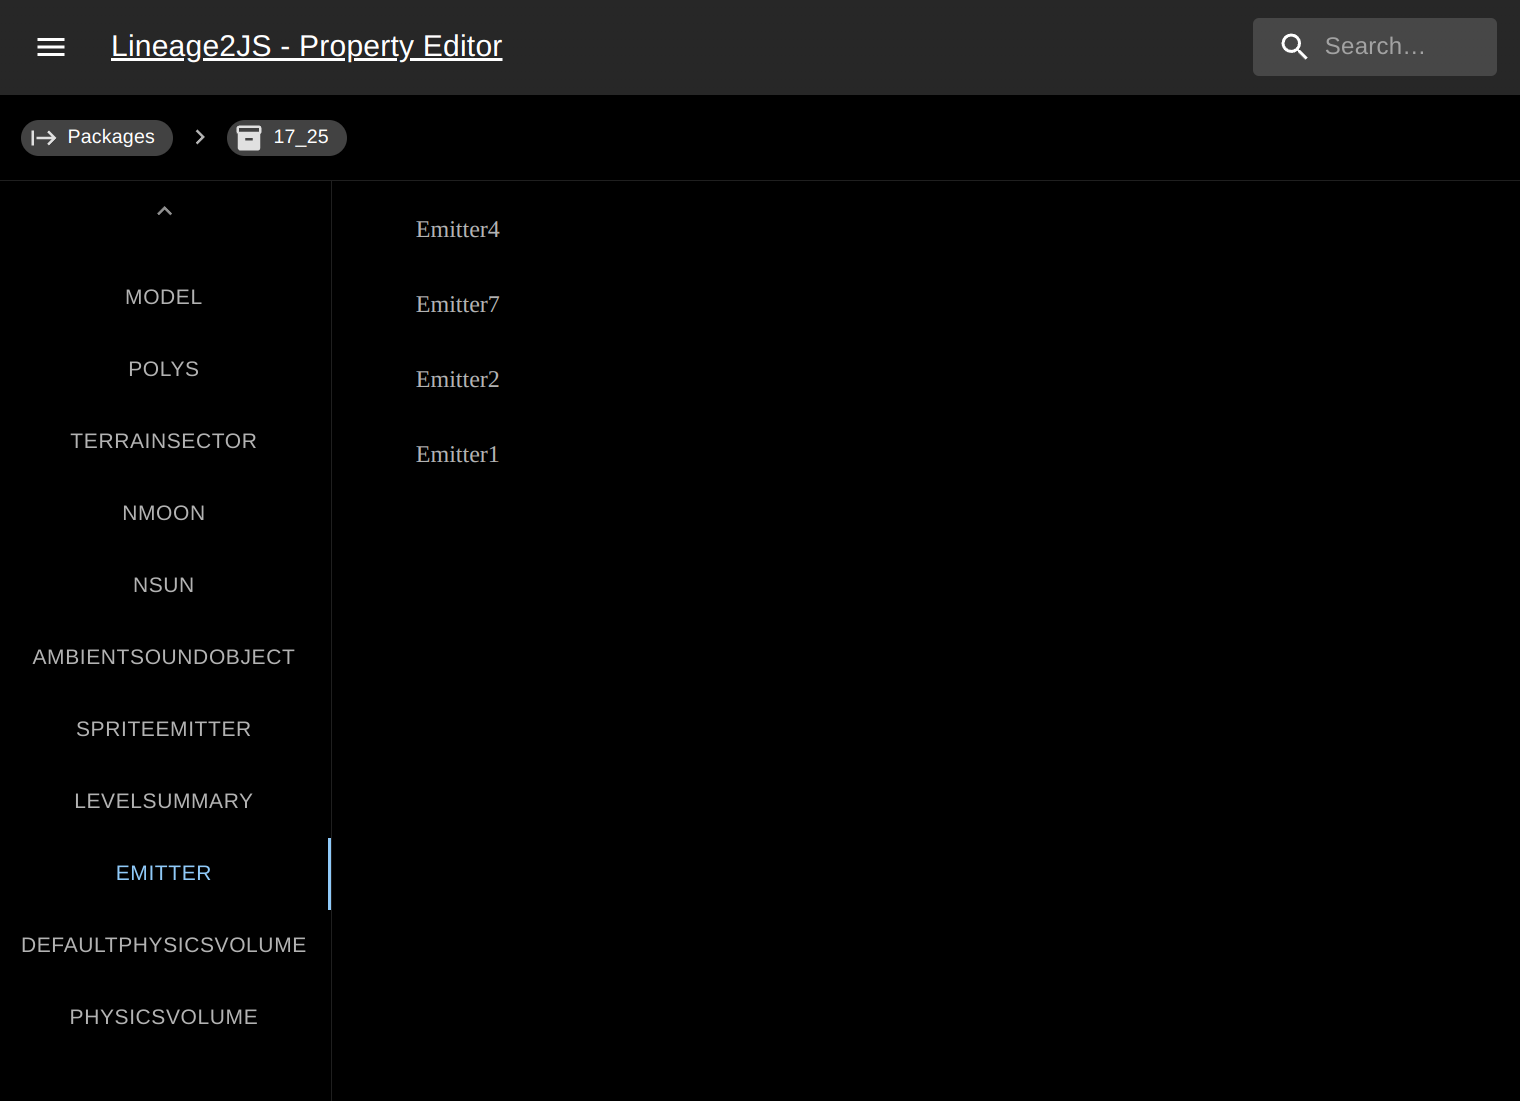 Lineage2JS - Property Editor
Search…
Packages
17_25
MODEL
POLYS
TERRAINSECTOR
NMOON
NSUN
AMBIENTSOUNDOBJECT
SPRITEEMITTER
LEVELSUMMARY
EMITTER
DEFAULTPHYSICSVOLUME
PHYSICSVOLUME
Emitter4
Emitter7
Emitter2
Emitter1